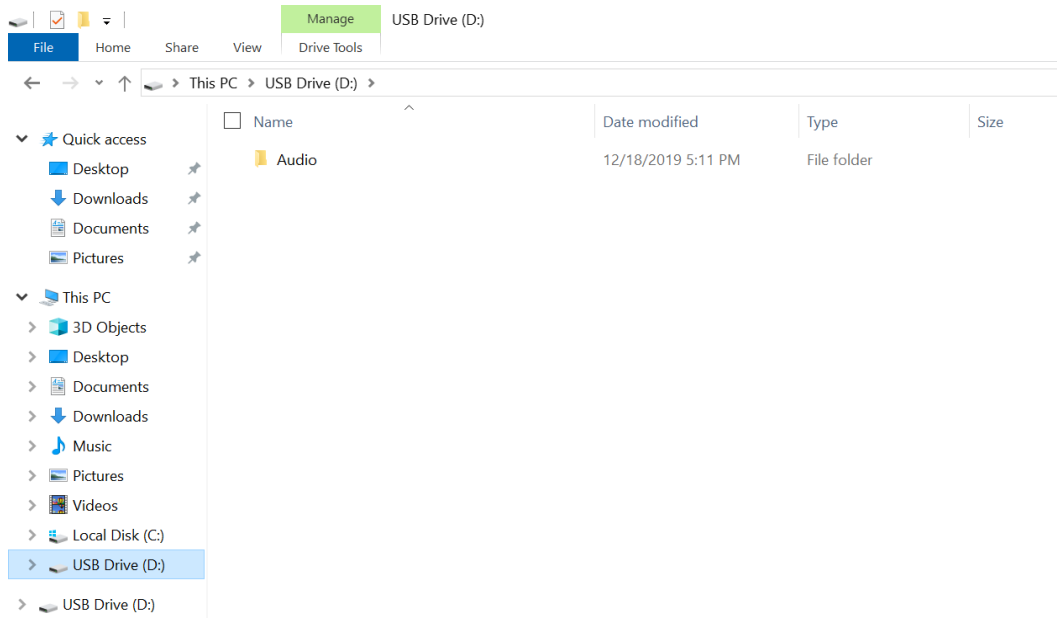 Manage
USB Drive (D:)
File
Home
Share
View
Drive Tools
This PC
USB Drive (D:)
Name
Date modified
Type
Size
Audio
12/18/2019 5:11 PM
File folder
Quick access
Desktop
Downloads
Documents
Pictures
This PC
3D Objects
Desktop
Documents
Downloads
Music
Pictures
Videos
Local Disk (C:)
USB Drive (D:)
USB Drive (D:)